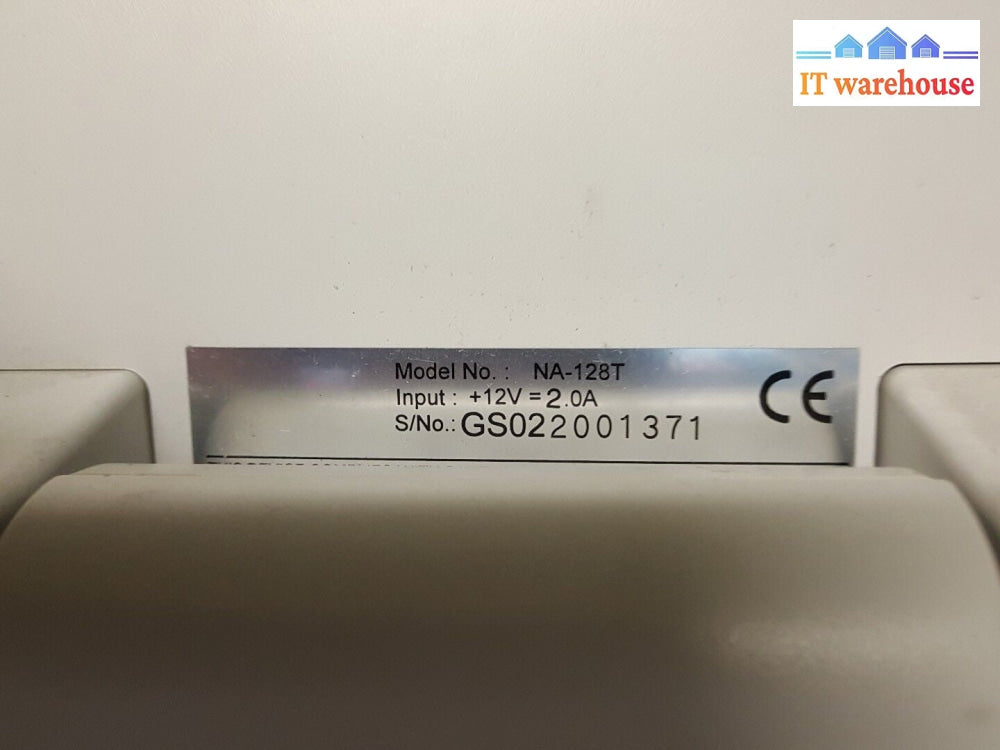 IT warehouse
Model No. : NA-128T
Input : +12V = 2.0A
S/No.: GS022001371
CE